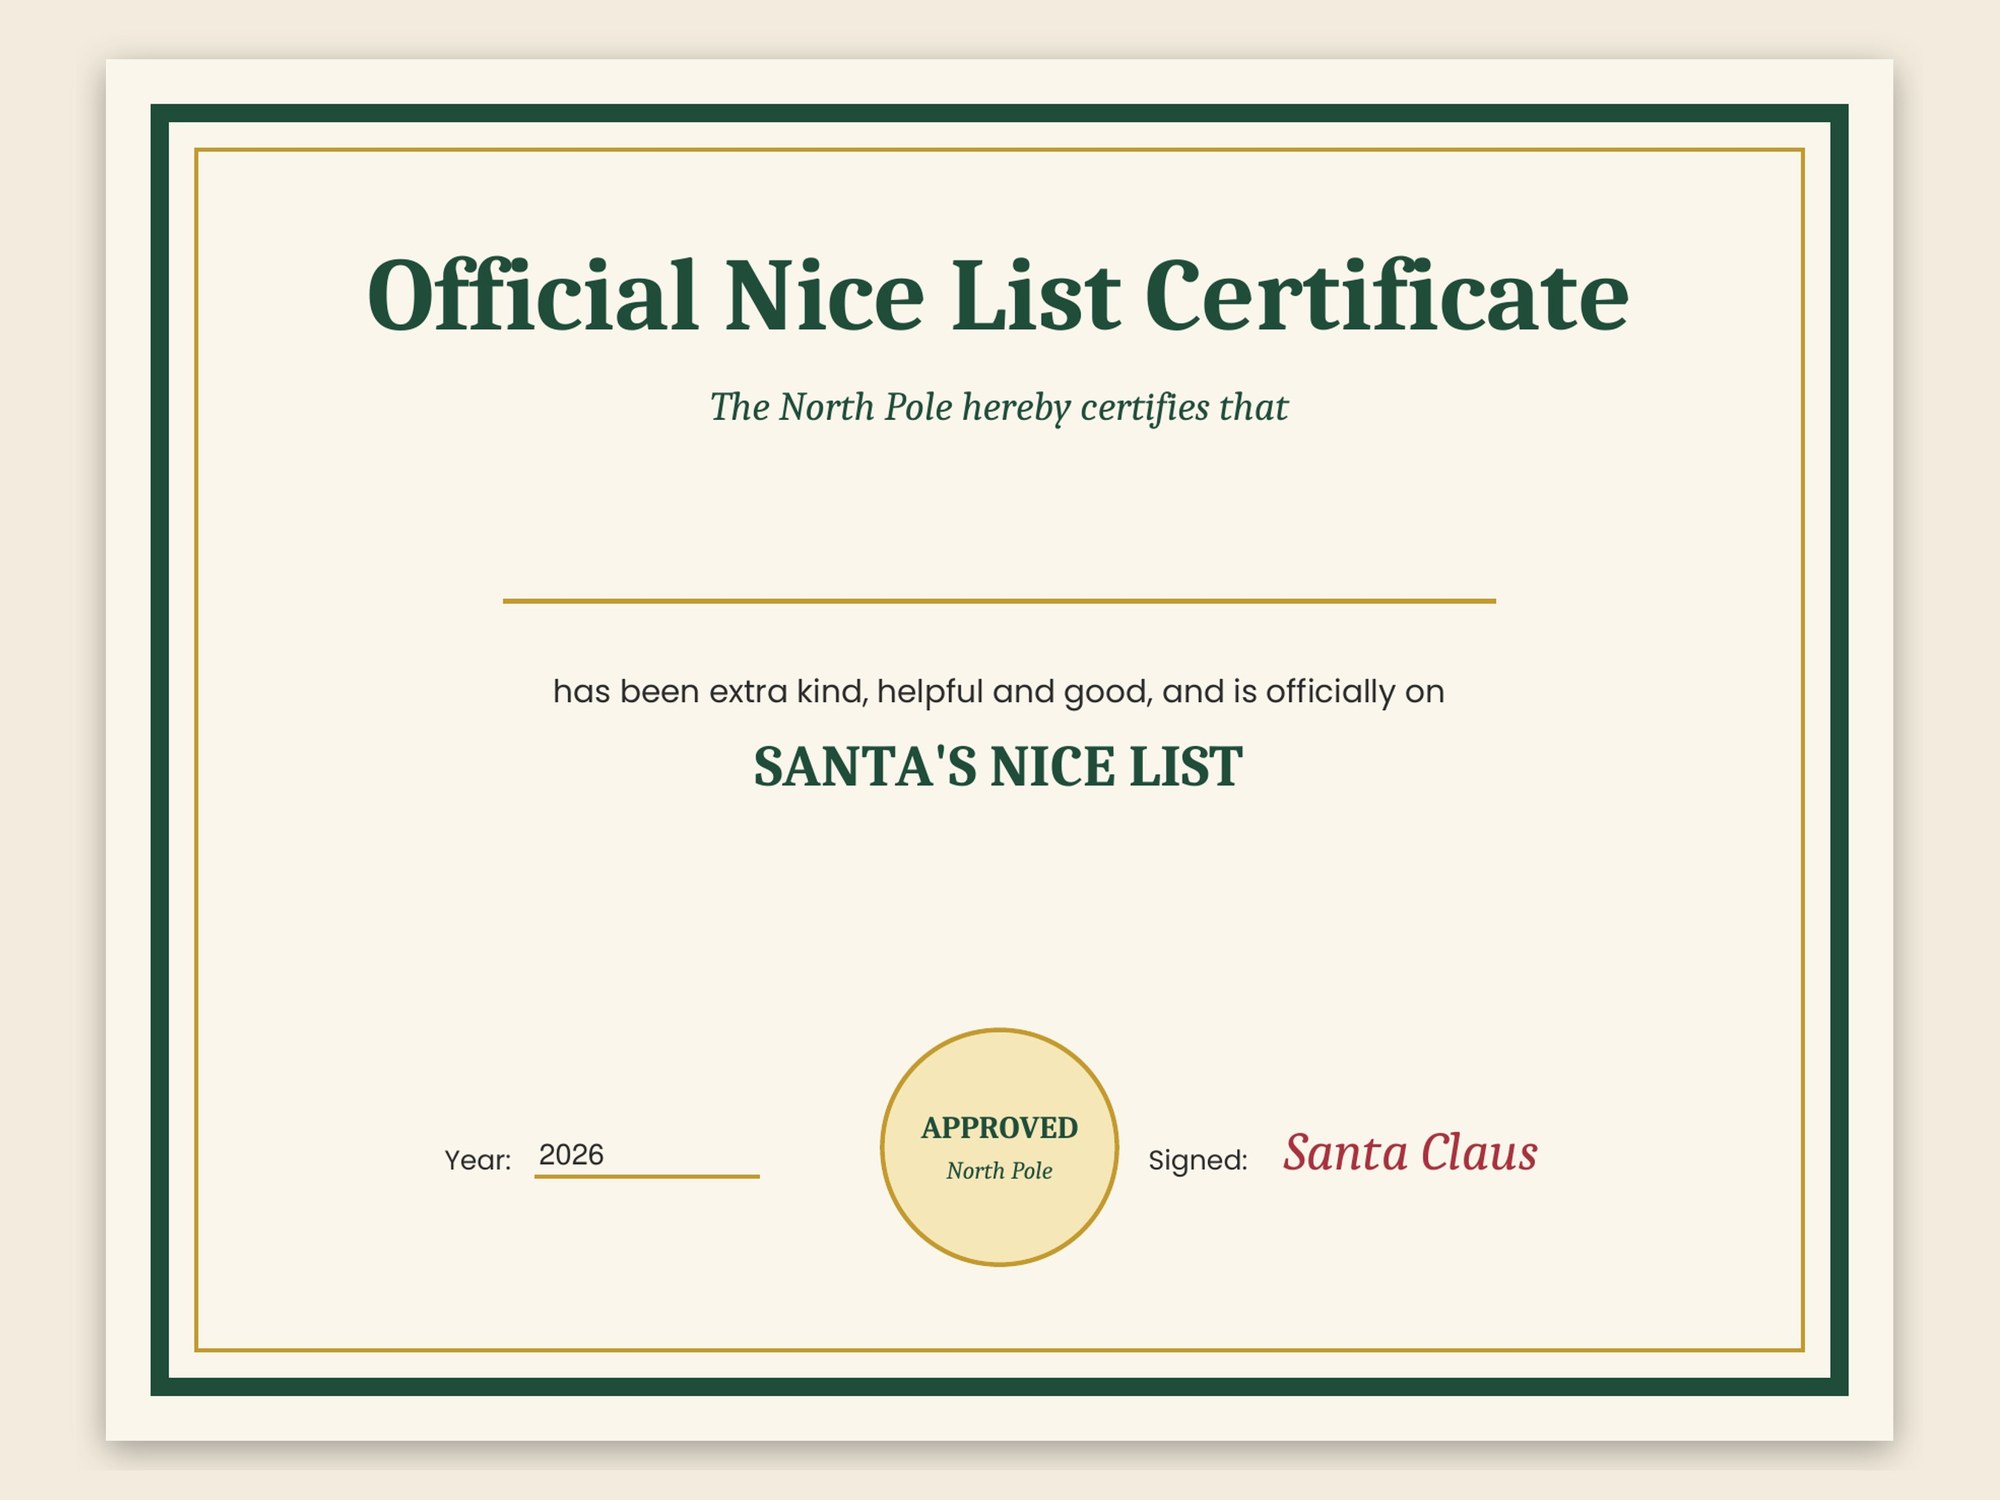 Official Nice List Certificate
The North Pole hereby certifies that
has been extra kind, helpful and good, and is officially on
SANTA'S NICE LIST
APPROVED
North Pole
Year: 2026
Signed: Santa Claus